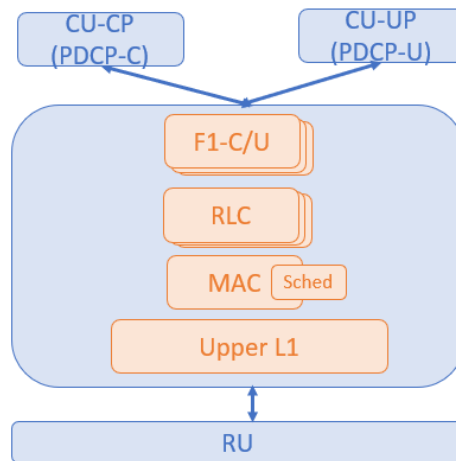 CU-CP
(PDCP-C)
CU-UP
(PDCP-U)
F1-C/U
RLC
MAC
Sched
Upper L1
RU